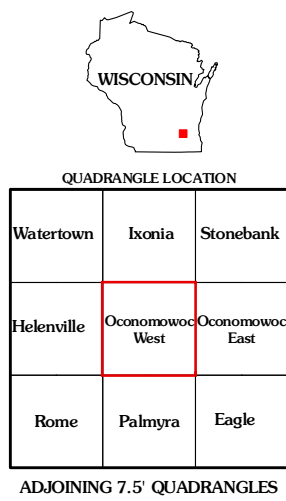 WISCONSIN
QUADRANGLE LOCATION
Watertown Ixonia Stonebank
Helenville Oconomowoc West Oconomowoc East
Rome Palmyra Eagle
ADJOINING 7.5' QUADRANGLES